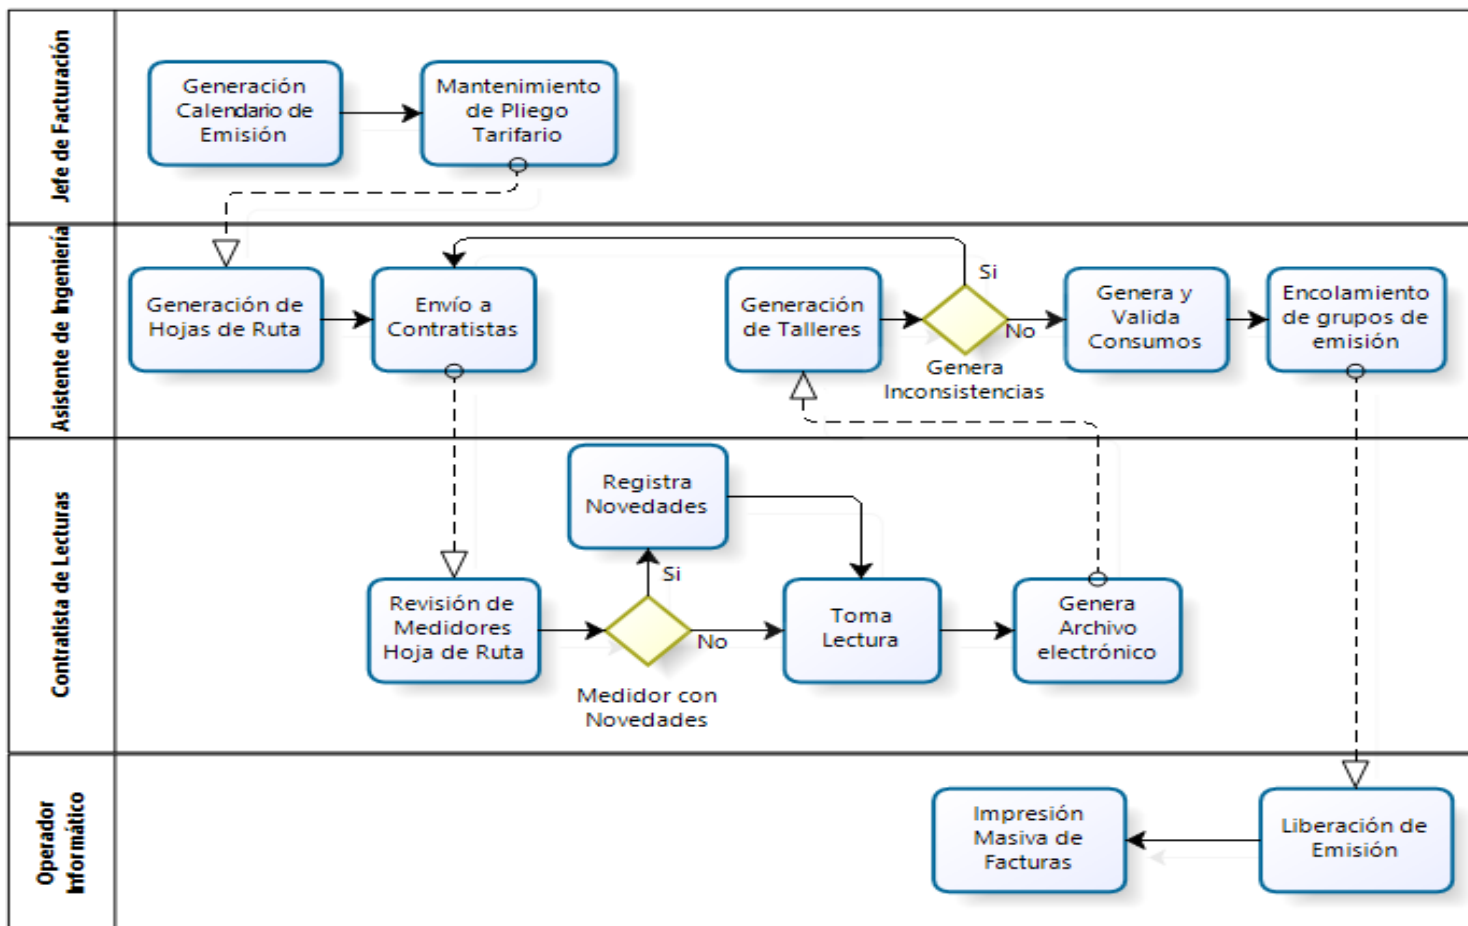 Jefe de Facturación
Generación
Calendario de
Emisión
Mantenimiento
de Pliego
Tarifario
Asistente de Ingeniería
Generación de
Hojas de Ruta
Envío a
Contratistas
Generación
de Talleres
Si
No
Genera
Inconsistencias
Genera y
Valida
Consumos
Encolamiento
de grupos de
emisión
Contratista de Lecturas
Registra
Novedades
Si
Revisión de
Medidores
Hoja de Ruta
No
Medidor con
Novedades
Toma
Lectura
Genera
Archivo
electrónico
Operador
Informático
Impresión
Masiva de
Facturas
Liberación de
Emisión